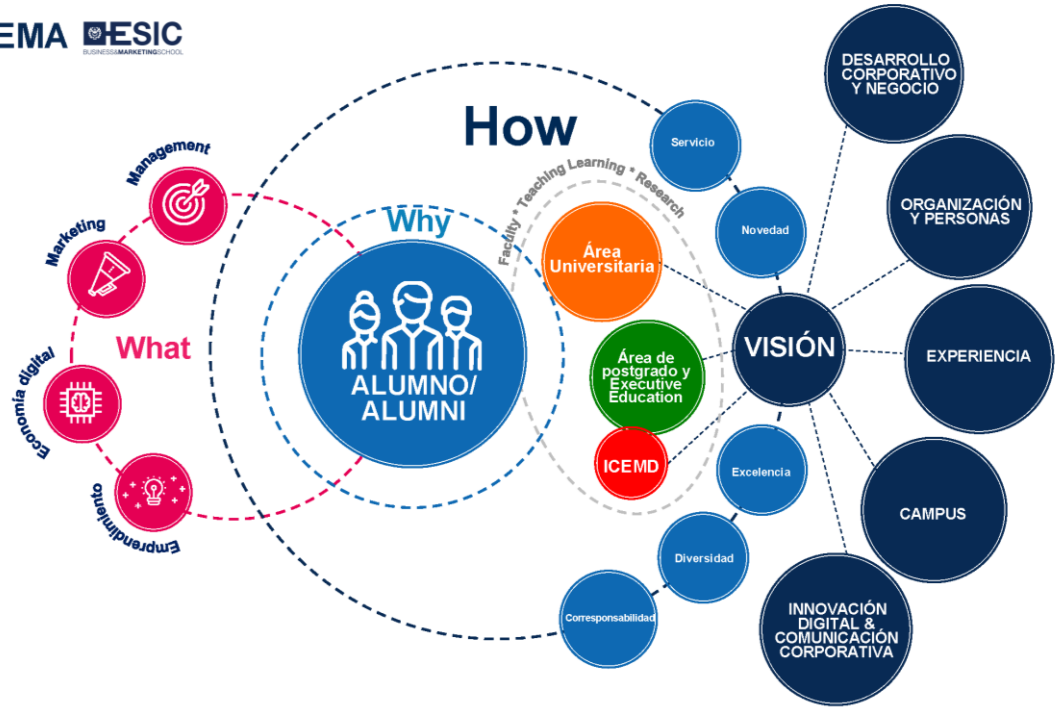 EMA ESIC
BUSINESS&MARKETINGSCHOOL
How
Why
What
Management
Marketing
Economía digital
Emprendimiento
ALUMNO/
ALUMNI
Faculty * Teaching Learning * Research
Área
Universitaria
Área de
postgrado y
Executive
Education
ICEMD
Servicio
Novedad
VISIÓN
Excelencia
Diversidad
Corresponsabilidad
DESARROLLO
CORPORATIVO
Y NEGOCIO
ORGANIZACIÓN
Y PERSONAS
EXPERIENCIA
CAMPUS
INNOVACIÓN
DIGITAL &
COMUNICACIÓN
CORPORATIVA